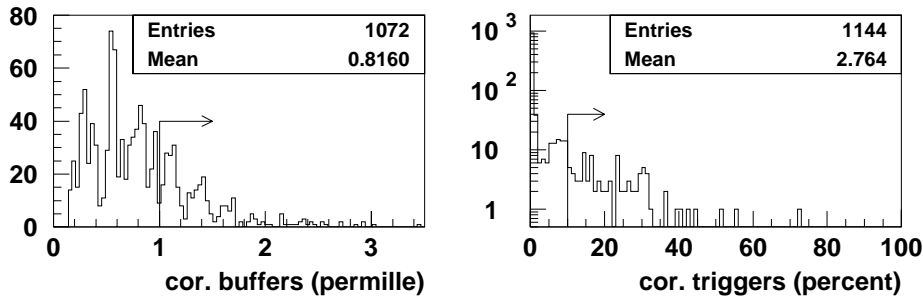 Entries 1072
Mean 0.8160
80
60
40
20
0
0 1 2 3
cor. buffers (permille)
Entries 1144
Mean 2.764
10 3
10 2
10
1
0 20 40 60 80 100
cor. triggers (percent)